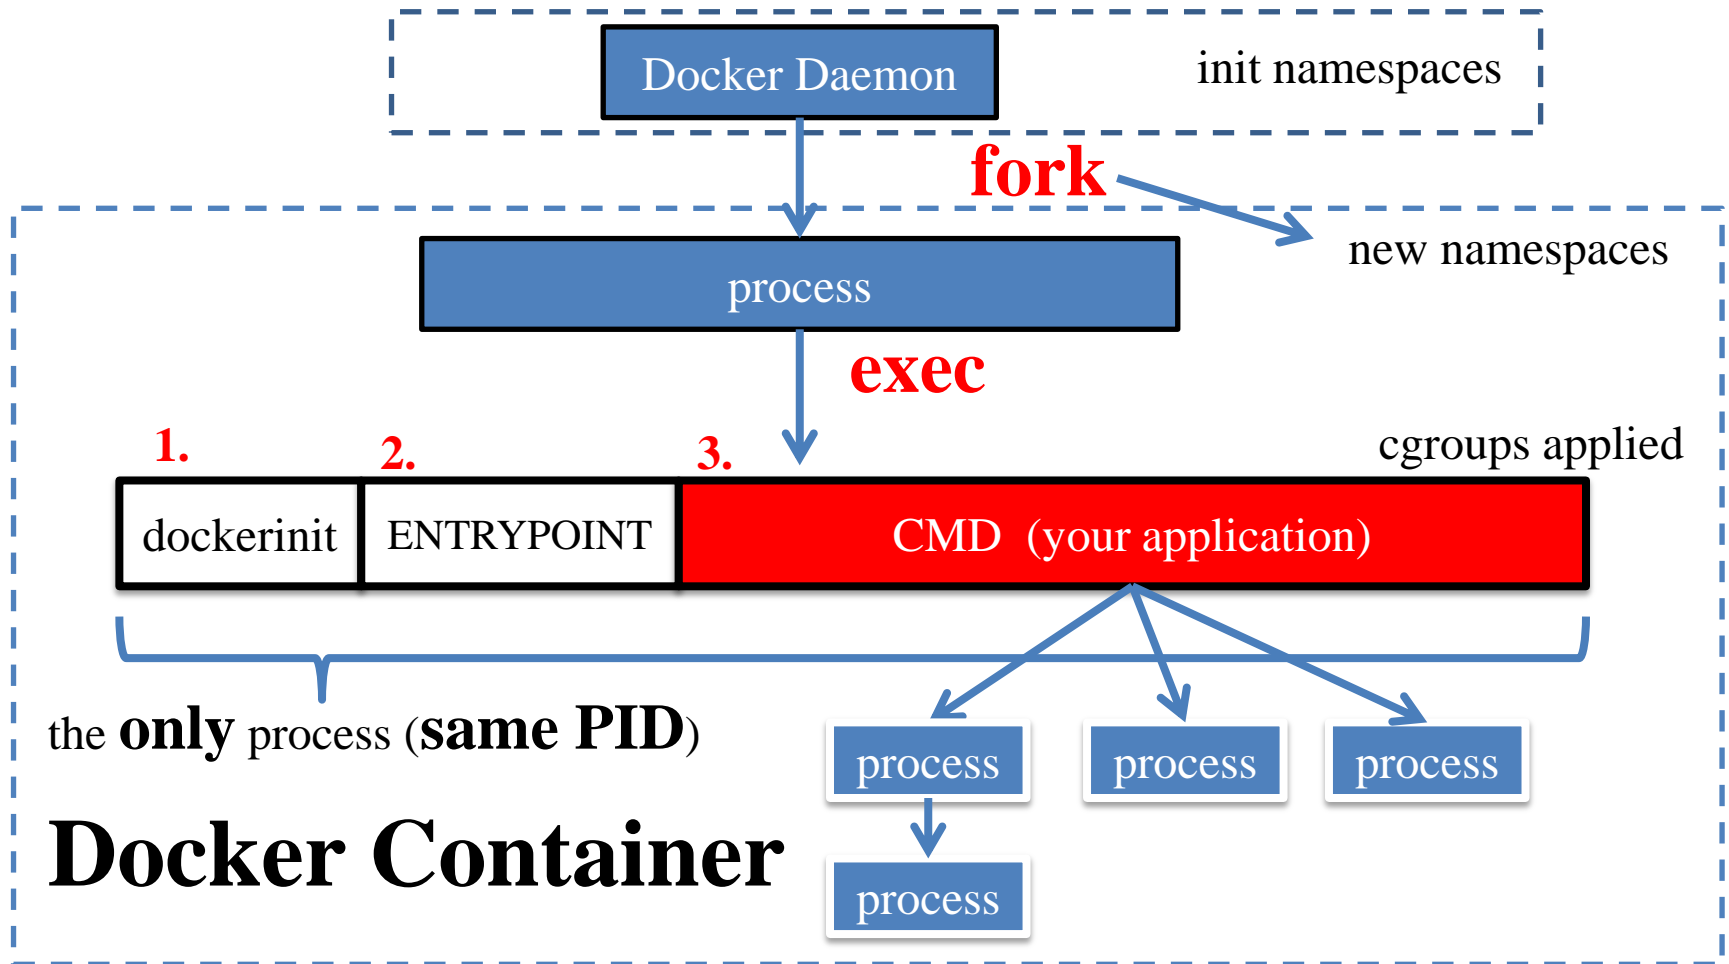 Docker Daemon
init namespaces
fork
new namespaces
process
exec
cgroups applied
1.
2.
3.
dockerinit
ENTRYPOINT
CMD (your application)
the only process (same PID)
process
process
process
Docker Container
process